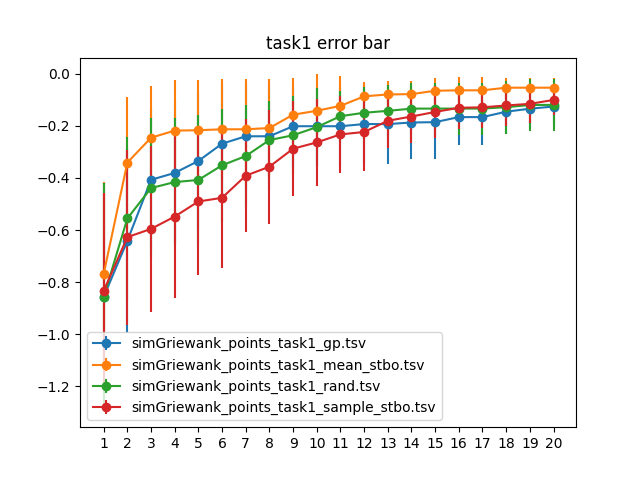 task1 error bar
0.0
−0.2
−0.4
−0.6
−0.8
−1.0
−1.2
simGriewank_points_task1_gp.tsv
simGriewank_points_task1_mean_stbo.tsv
simGriewank_points_task1_rand.tsv
simGriewank_points_task1_sample_stbo.tsv
1 2 3 4 5 6 7 8 9 10 11 12 13 14 15 16 17 18 19 20